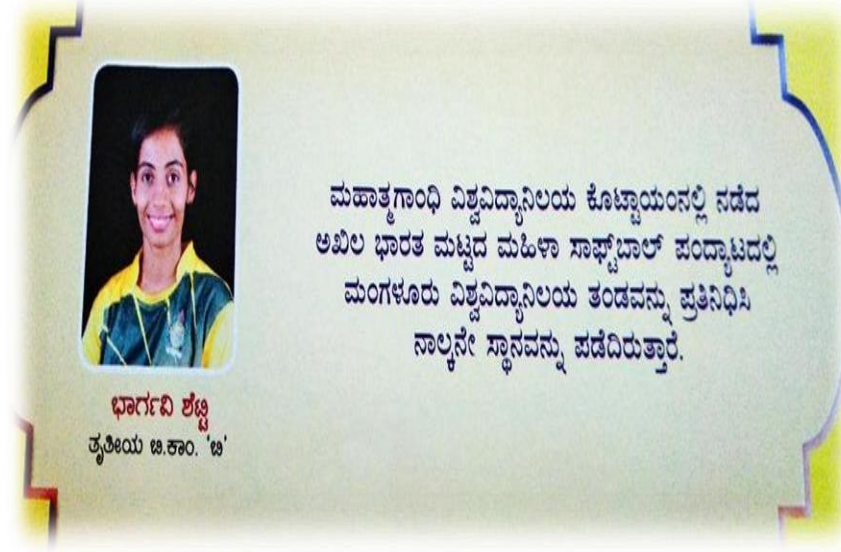 ಮಹಾತ್ಮಗಾಂಧಿ ವಿಶ್ವವಿದ್ಯಾನಿಲಯ ಕೊಟ್ಟಾಯಂನಲ್ಲಿ ನಡೆದ
ಅಖಿಲ ಭಾರತ ಮಟ್ಟದ ಮಹಿಳಾ ಸಾಫ್ಟ್‌ಬಾಲ್ ಪಂದ್ಯಾಟದಲ್ಲಿ
ಮಂಗಳೂರು ವಿಶ್ವವಿದ್ಯಾನಿಲಯ ತಂಡವನ್ನು ಪ್ರತಿನಿಧಿಸಿ
ನಾಲ್ಕನೇ ಸ್ಥಾನವನ್ನು ಪಡೆದಿರುತ್ತಾರೆ.
ಭಾರ್ಗವಿ ಶೆಟ್ಟಿ
ತೃತೀಯ ಬಿ.ಕಾಂ. 'ಬಿ'